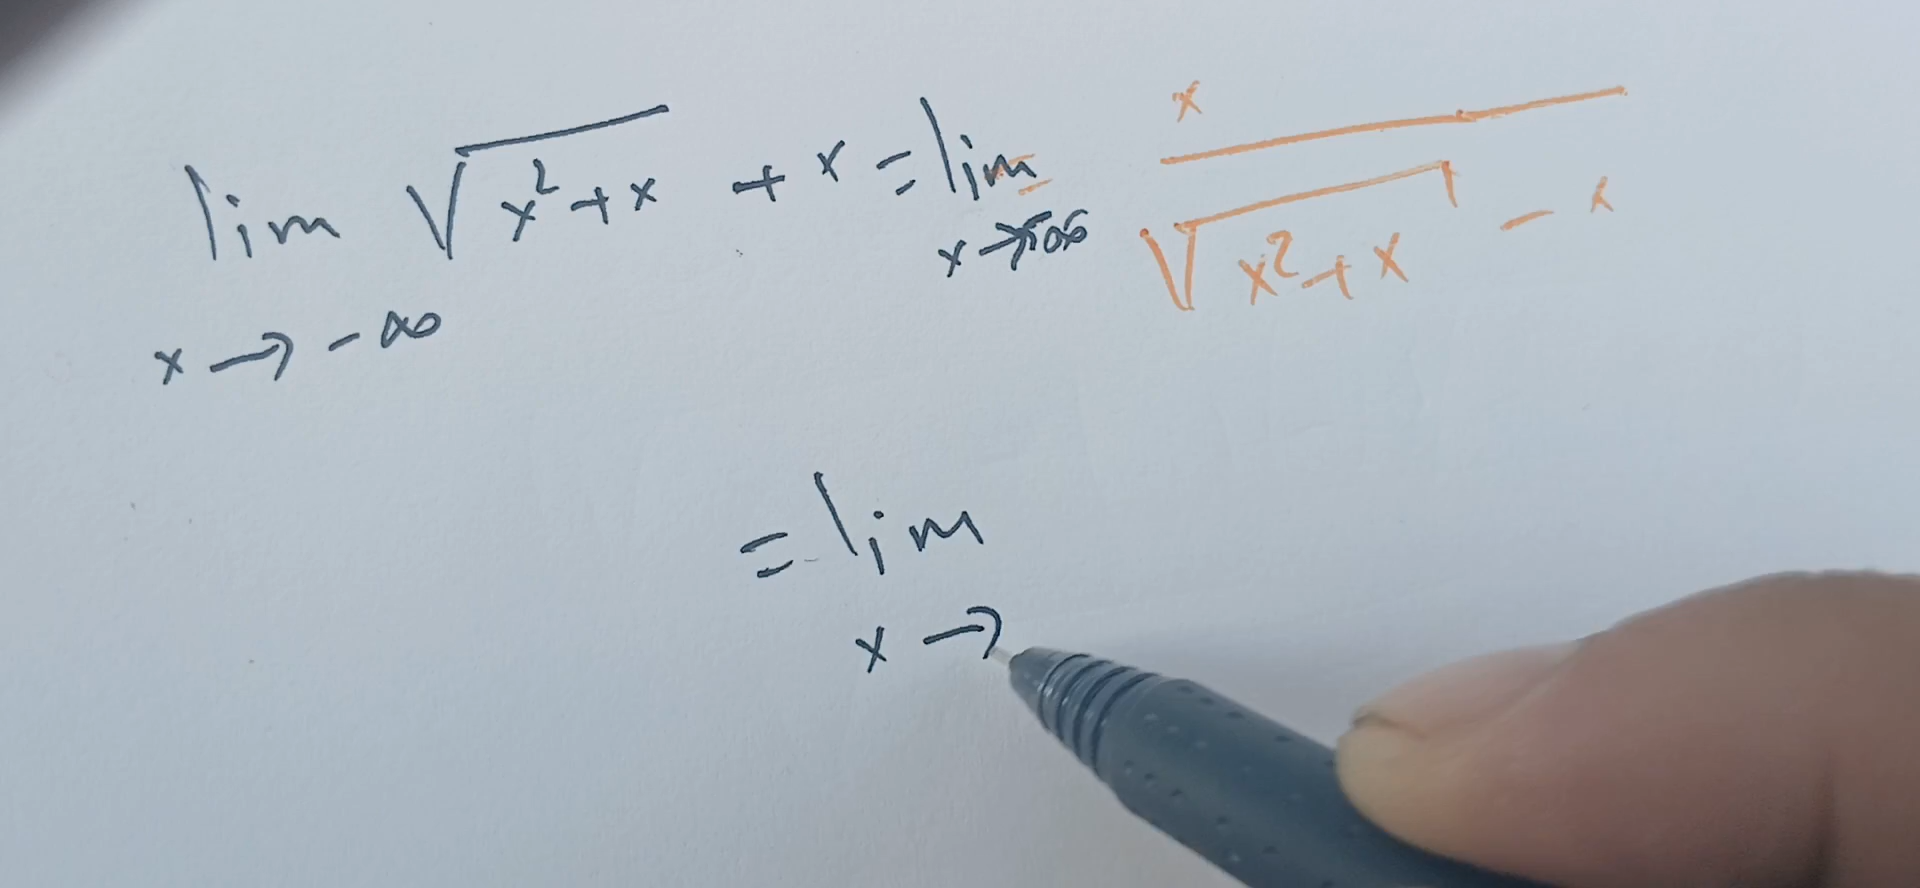 lim √(x²+x) + x = lim x/(√(x²+x) - x)
x → -∞ x → -∞
= lim
x →